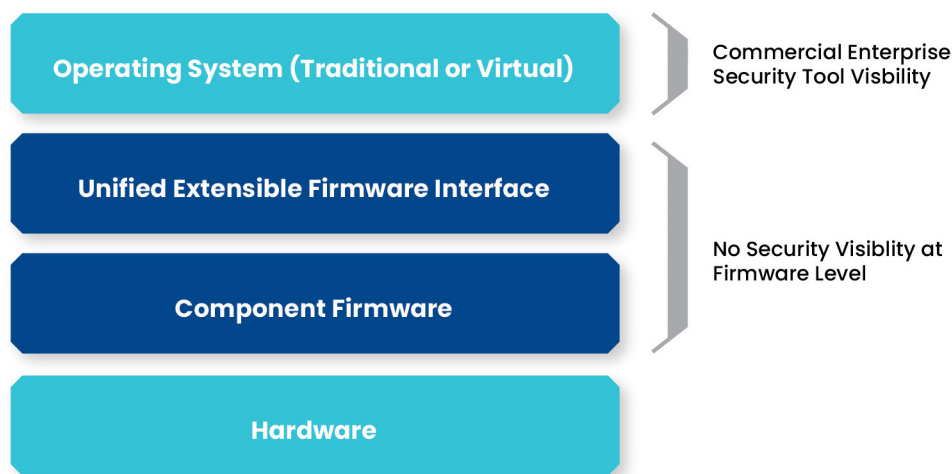 Operating System (Traditional or Virtual)
Commercial Enterprise
Security Tool Visbility
Unified Extensible Firmware Interface
No Security Visiblity at
Firmware Level
Component Firmware
Hardware